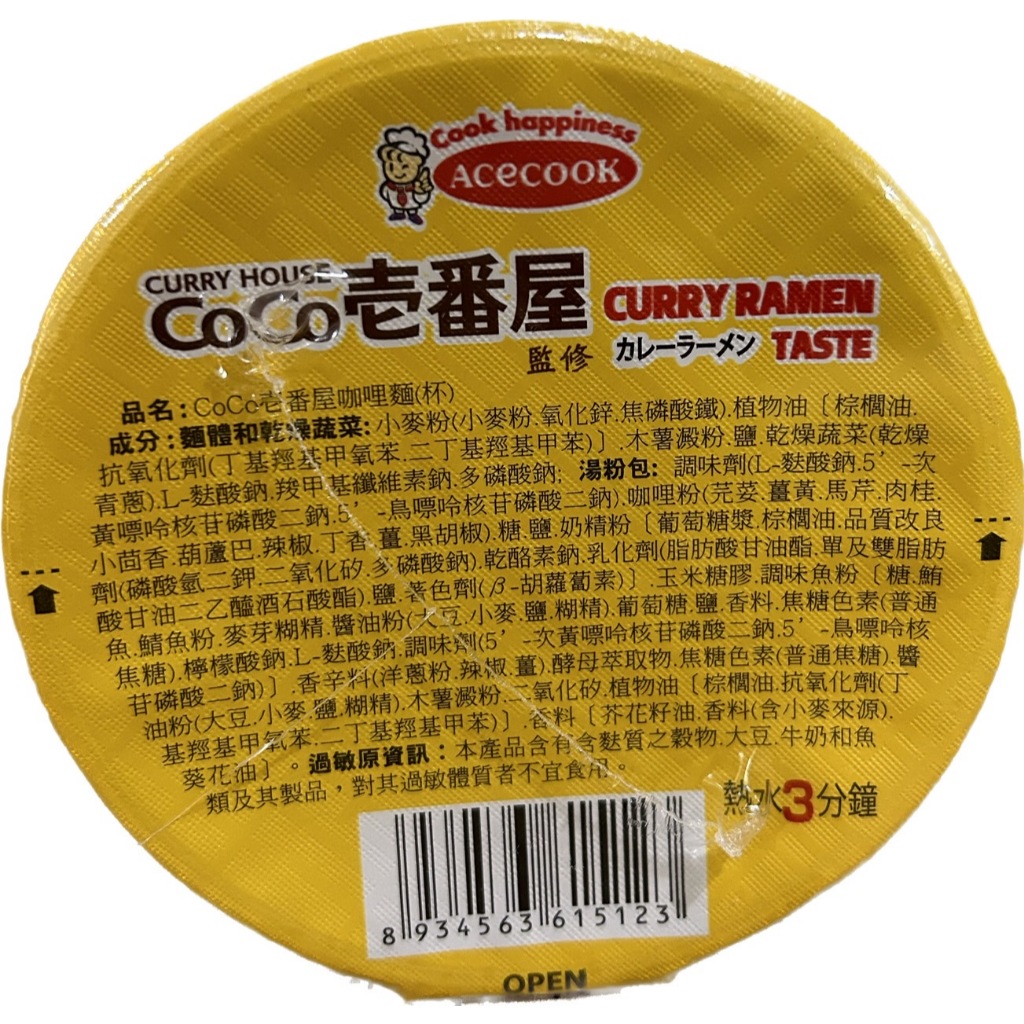 Cook happiness
ACECOOK
CURRY HOUSE
CoCo壱番屋
監修
CURRY RAMEN
カレーラーメン TASTE
品名:CoCo壱番屋咖哩麵(杯)
成分:麵體和乾燥蔬菜:小麥粉(小麥粉.氧化鋅.焦磷酸鐵).植物油〔棕櫚油.
抗氧化劑(丁基羥基甲氧苯.二丁基羥基甲苯)〕.木薯澱粉.鹽.乾燥蔬菜(乾燥
青蔥).L-麩酸鈉.羧甲基纖維素鈉.多磷酸鈉; 湯粉包: 調味劑(L-麩酸鈉.5’-次
黃嘌呤核苷磷酸二鈉.5’-鳥嘌呤核苷磷酸二鈉).咖哩粉(芫荽.薑黃.馬芹.肉桂.
小茴香.葫蘆巴.辣椒.丁香.薑.黑胡椒).糖.鹽.奶精粉〔葡萄糖漿.棕櫚油.品質改良
劑(磷酸氫二鉀.二氧化矽.多磷酸鈉).乾酪素鈉.乳化劑(脂肪酸甘油酯.單及雙脂肪
酸甘油二乙醯酒石酸酯).鹽.著色劑(β-胡蘿蔔素)〕.玉米糖膠.調味魚粉〔糖.鮪
魚.鯖魚粉.麥芽糊精.醬油粉(大豆.小麥.鹽.糊精).葡萄糖.鹽.香料.焦糖色素(普通
焦糖).檸檬酸鈉.L-麩酸鈉.調味劑(5’-次黃嘌呤核苷磷酸二鈉.5’-鳥嘌呤核
苷磷酸二鈉)〕.香辛料(洋蔥粉.辣椒.薑).酵母萃取物.焦糖色素(普通焦糖).醬
油粉(大豆.小麥.鹽.糊精).木薯澱粉.二氧化矽.植物油〔棕櫚油.抗氧化劑(丁
基羥基甲氧苯.二丁基羥基甲苯)〕.香料〔芥花籽油.香料(含小麥來源).
葵花油〕。過敏原資訊:本產品含有含麩質之穀物.大豆.牛奶和魚
類及其製品，對其過敏體質者不宜食用。
熱水3分鐘
8934563615123
OPEN